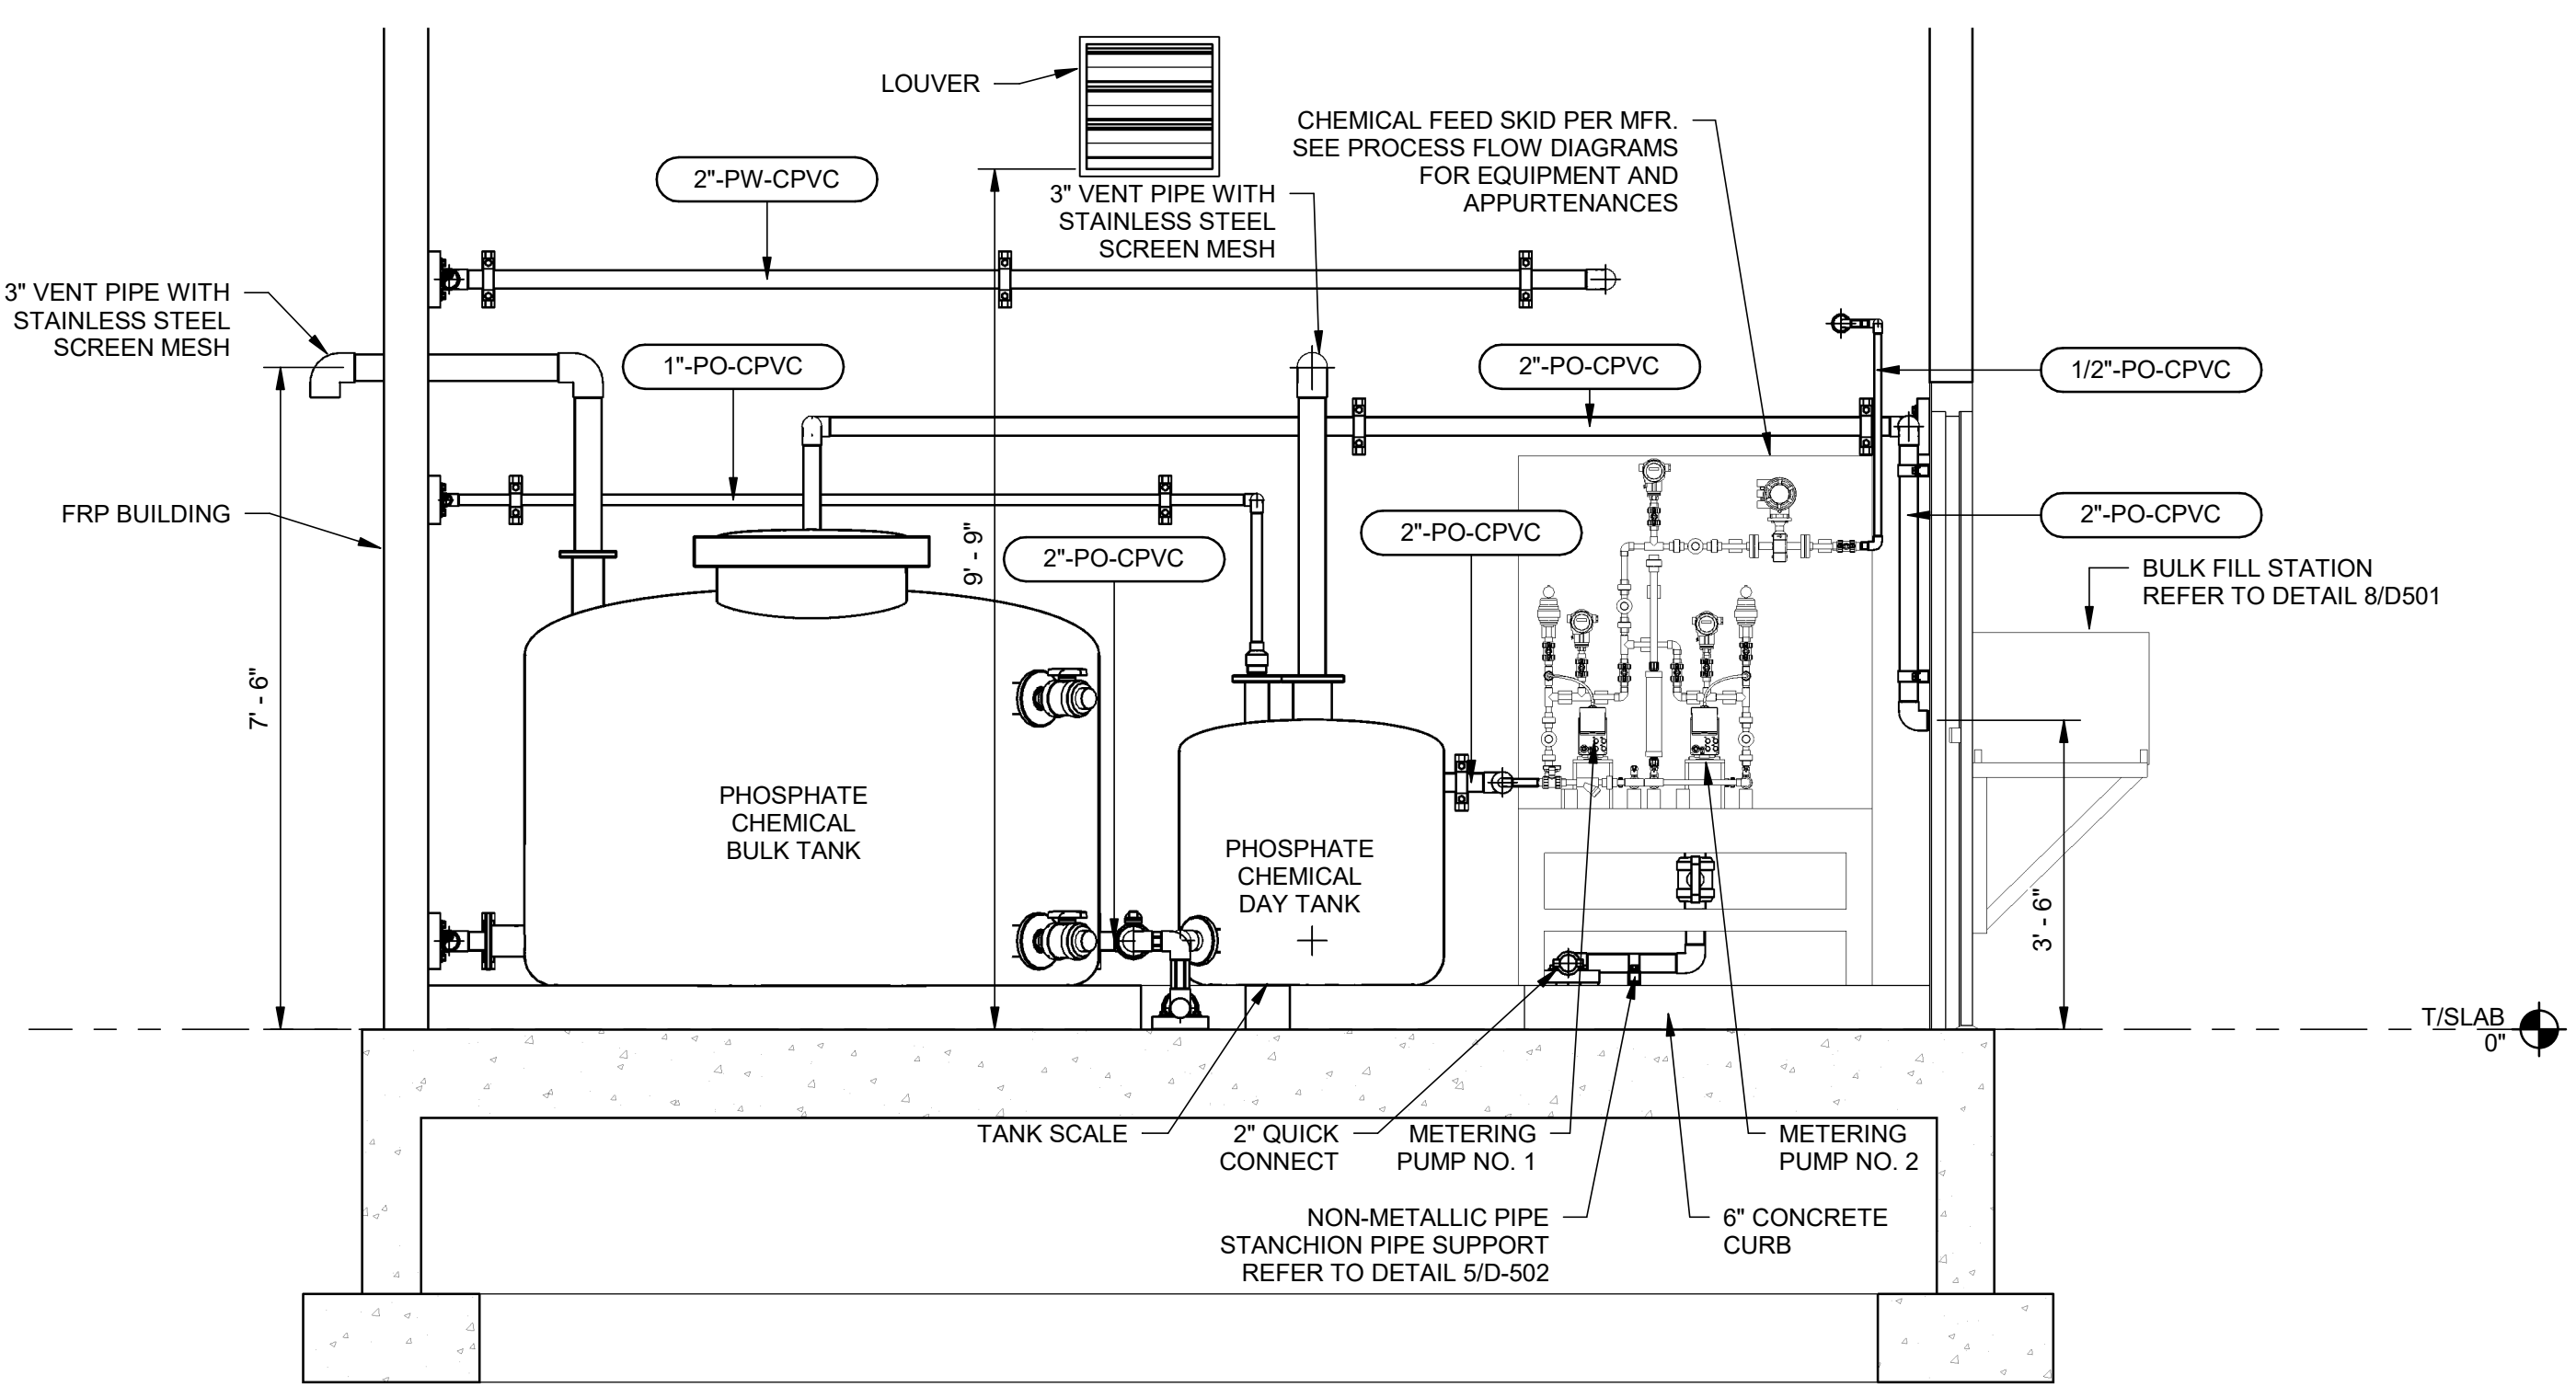 LOUVER
CHEMICAL FEED SKID PER MFR.
SEE PROCESS FLOW DIAGRAMS
FOR EQUIPMENT AND
APPURTENANCES
2"-PW-CPVC
3" VENT PIPE WITH
STAINLESS STEEL
SCREEN MESH
3" VENT PIPE WITH
STAINLESS STEEL
SCREEN MESH
1"-PO-CPVC
2"-PO-CPVC
1/2"-PO-CPVC
FRP BUILDING
2"-PO-CPVC
2"-PO-CPVC
2"-PO-CPVC
9' - 9"
BULK FILL STATION
REFER TO DETAIL 8/D501
7' - 6"
PHOSPHATE
CHEMICAL
BULK TANK
PHOSPHATE
CHEMICAL
DAY TANK
3' - 6"
T/SLAB
0"
TANK SCALE
2" QUICK
CONNECT
METERING
PUMP NO. 1
METERING
PUMP NO. 2
NON-METALLIC PIPE
STANCHION PIPE SUPPORT
REFER TO DETAIL 5/D-502
6" CONCRETE
CURB